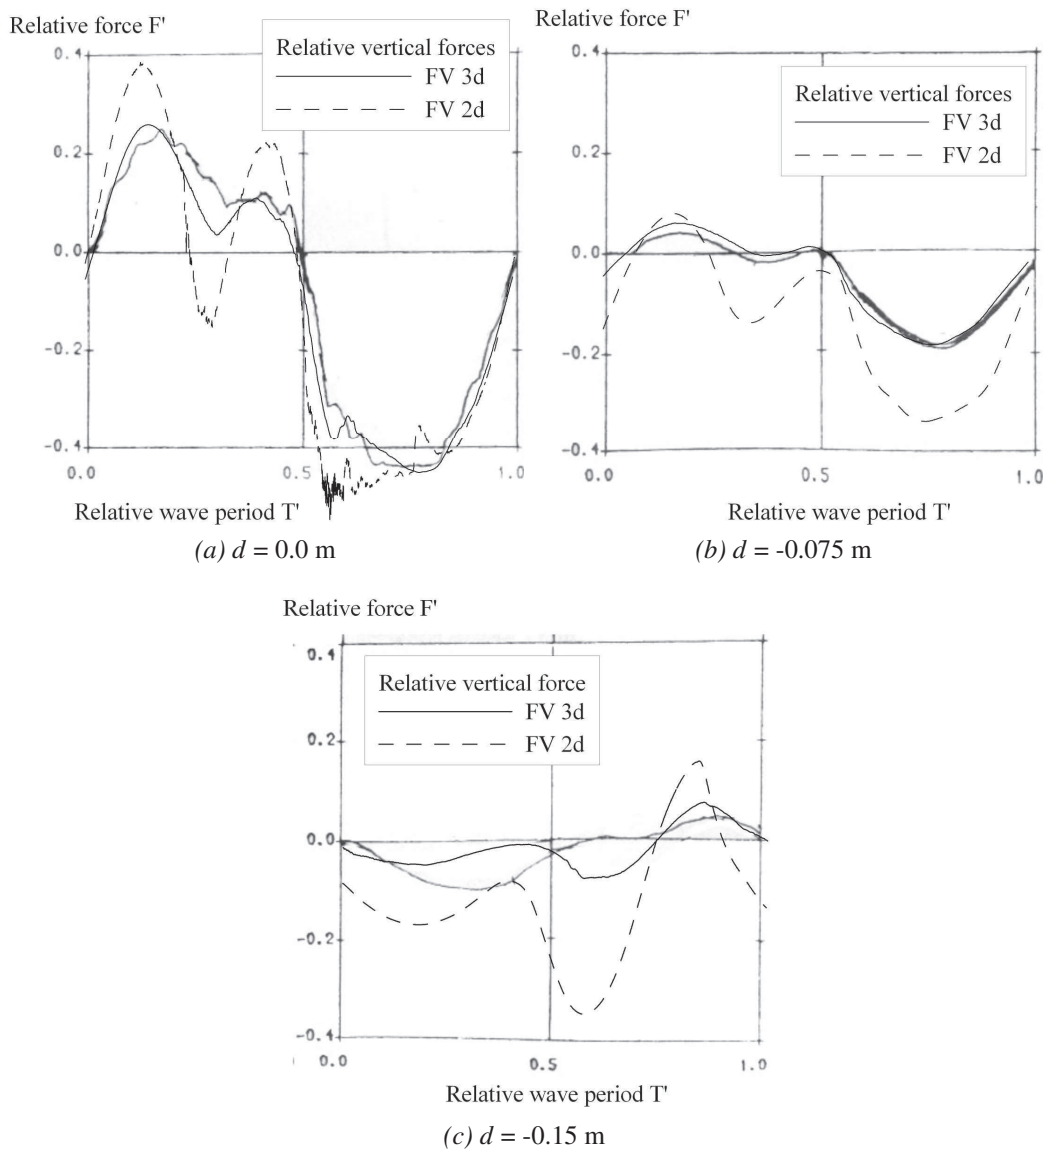 Relative force F'
0.4
0.2
0.0
-0.2
-0.4
0.0
0.5
1.0
Relative vertical forces
FV 3d
FV 2d
Relative wave period T'
(a) d = 0.0 m
Relative force F'
0.4
0.2
0.0
-0.2
-0.4
0.0
0.5
1.0
Relative vertical forces
FV 3d
FV 2d
Relative wave period T'
(b) d = -0.075 m
Relative force F'
0.4
0.2
0.0
-0.2
-0.4
0.0
0.5
1.0
Relative vertical force
FV 3d
FV 2d
Relative wave period T'
(c) d = -0.15 m